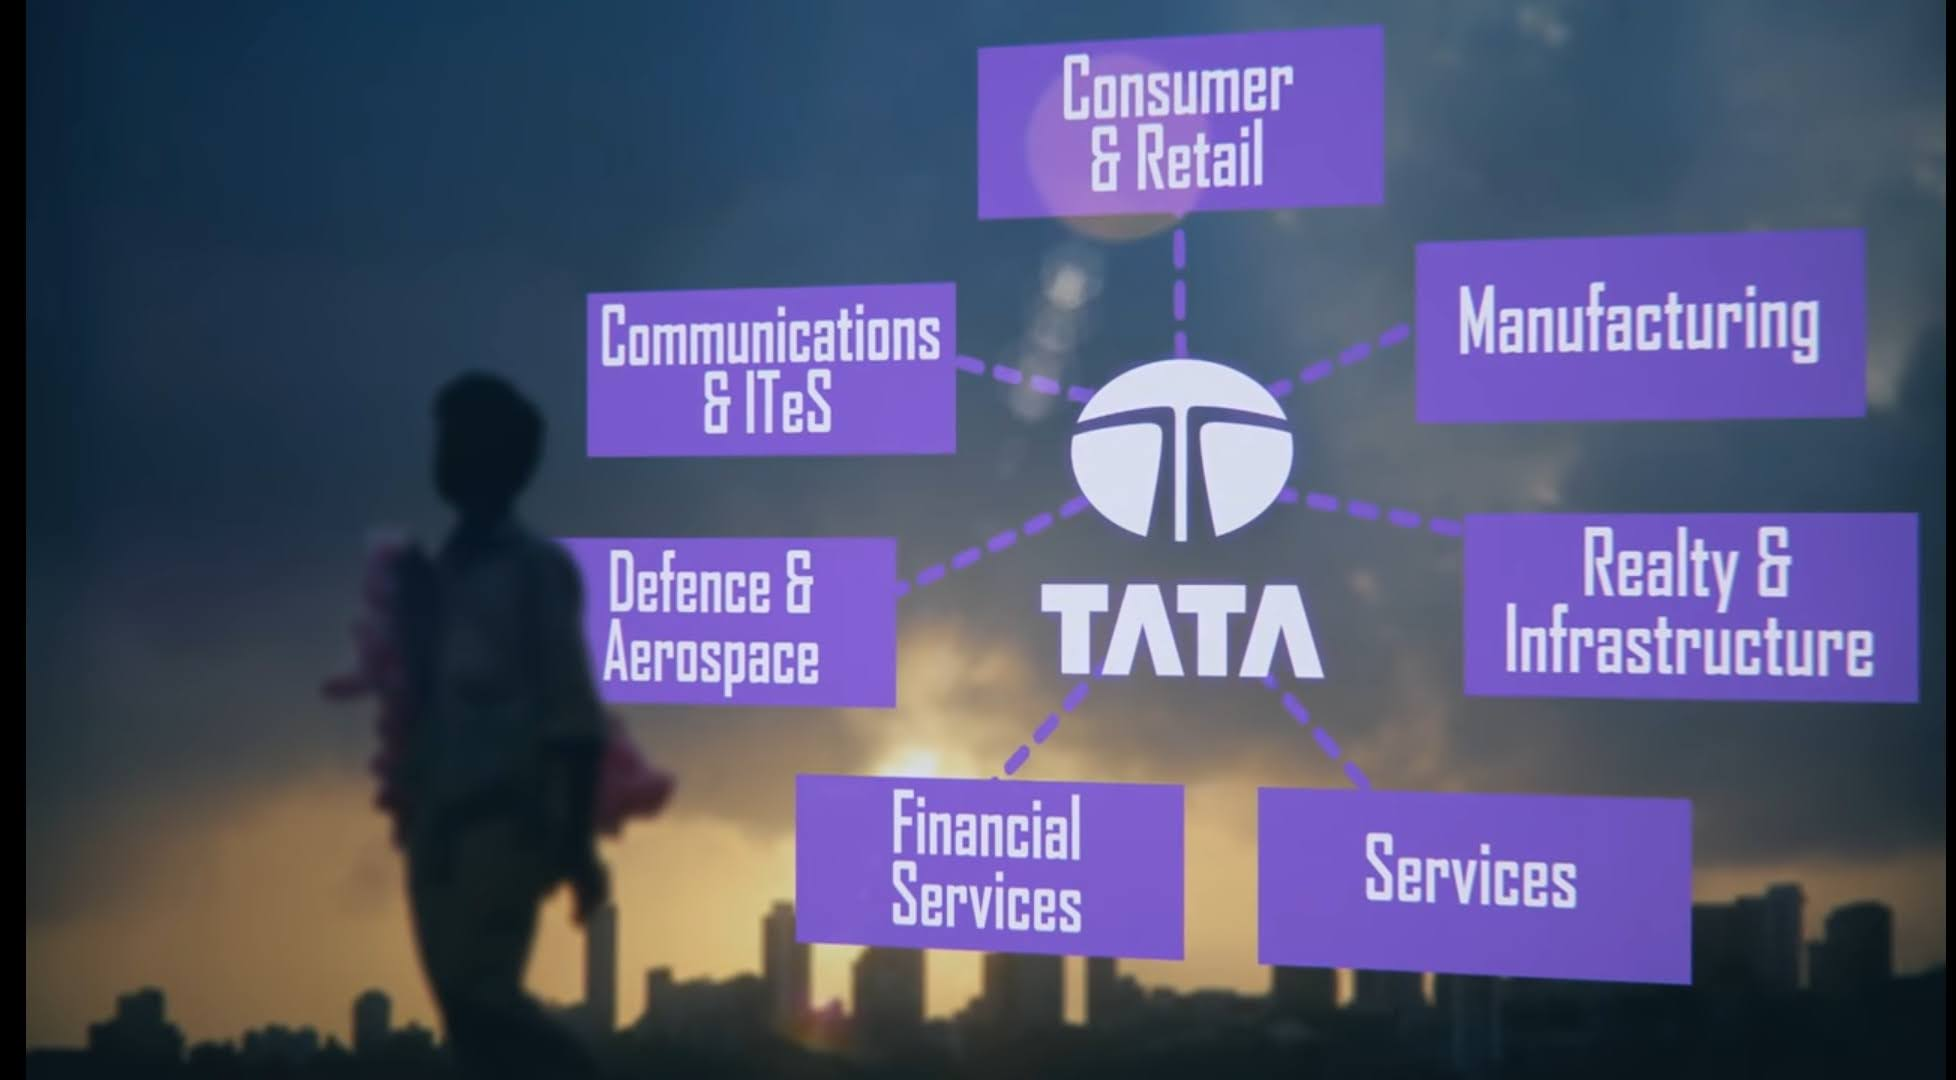 Consumer
& Retail
Manufacturing
Communications
& ITeS
Realty &
Infrastructure
Defence &
Aerospace
TATA
Financial
Services
Services